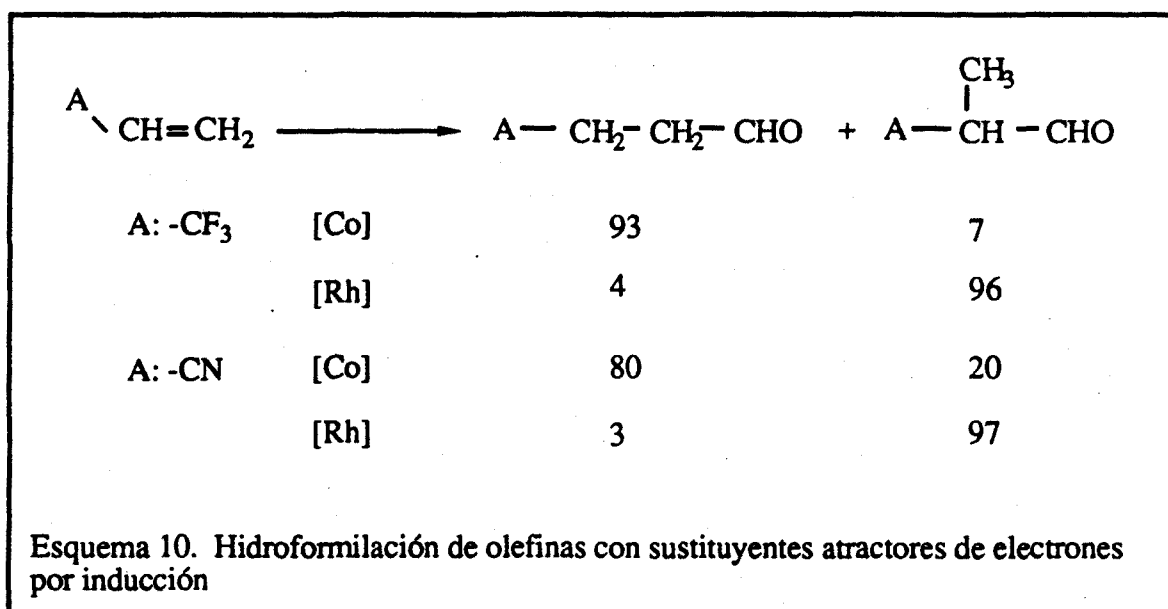 CH₃
A
CH=CH₂ A— CH₂- CH₂- CHO + A— CH -CHO
A: -CF₃ [Co] 93 7
[Rh] 4 96
A: -CN [Co] 80 20
[Rh] 3 97
Esquema 10. Hidroformilación de olefinas con sustituyentes atractores de electrones
por inducción